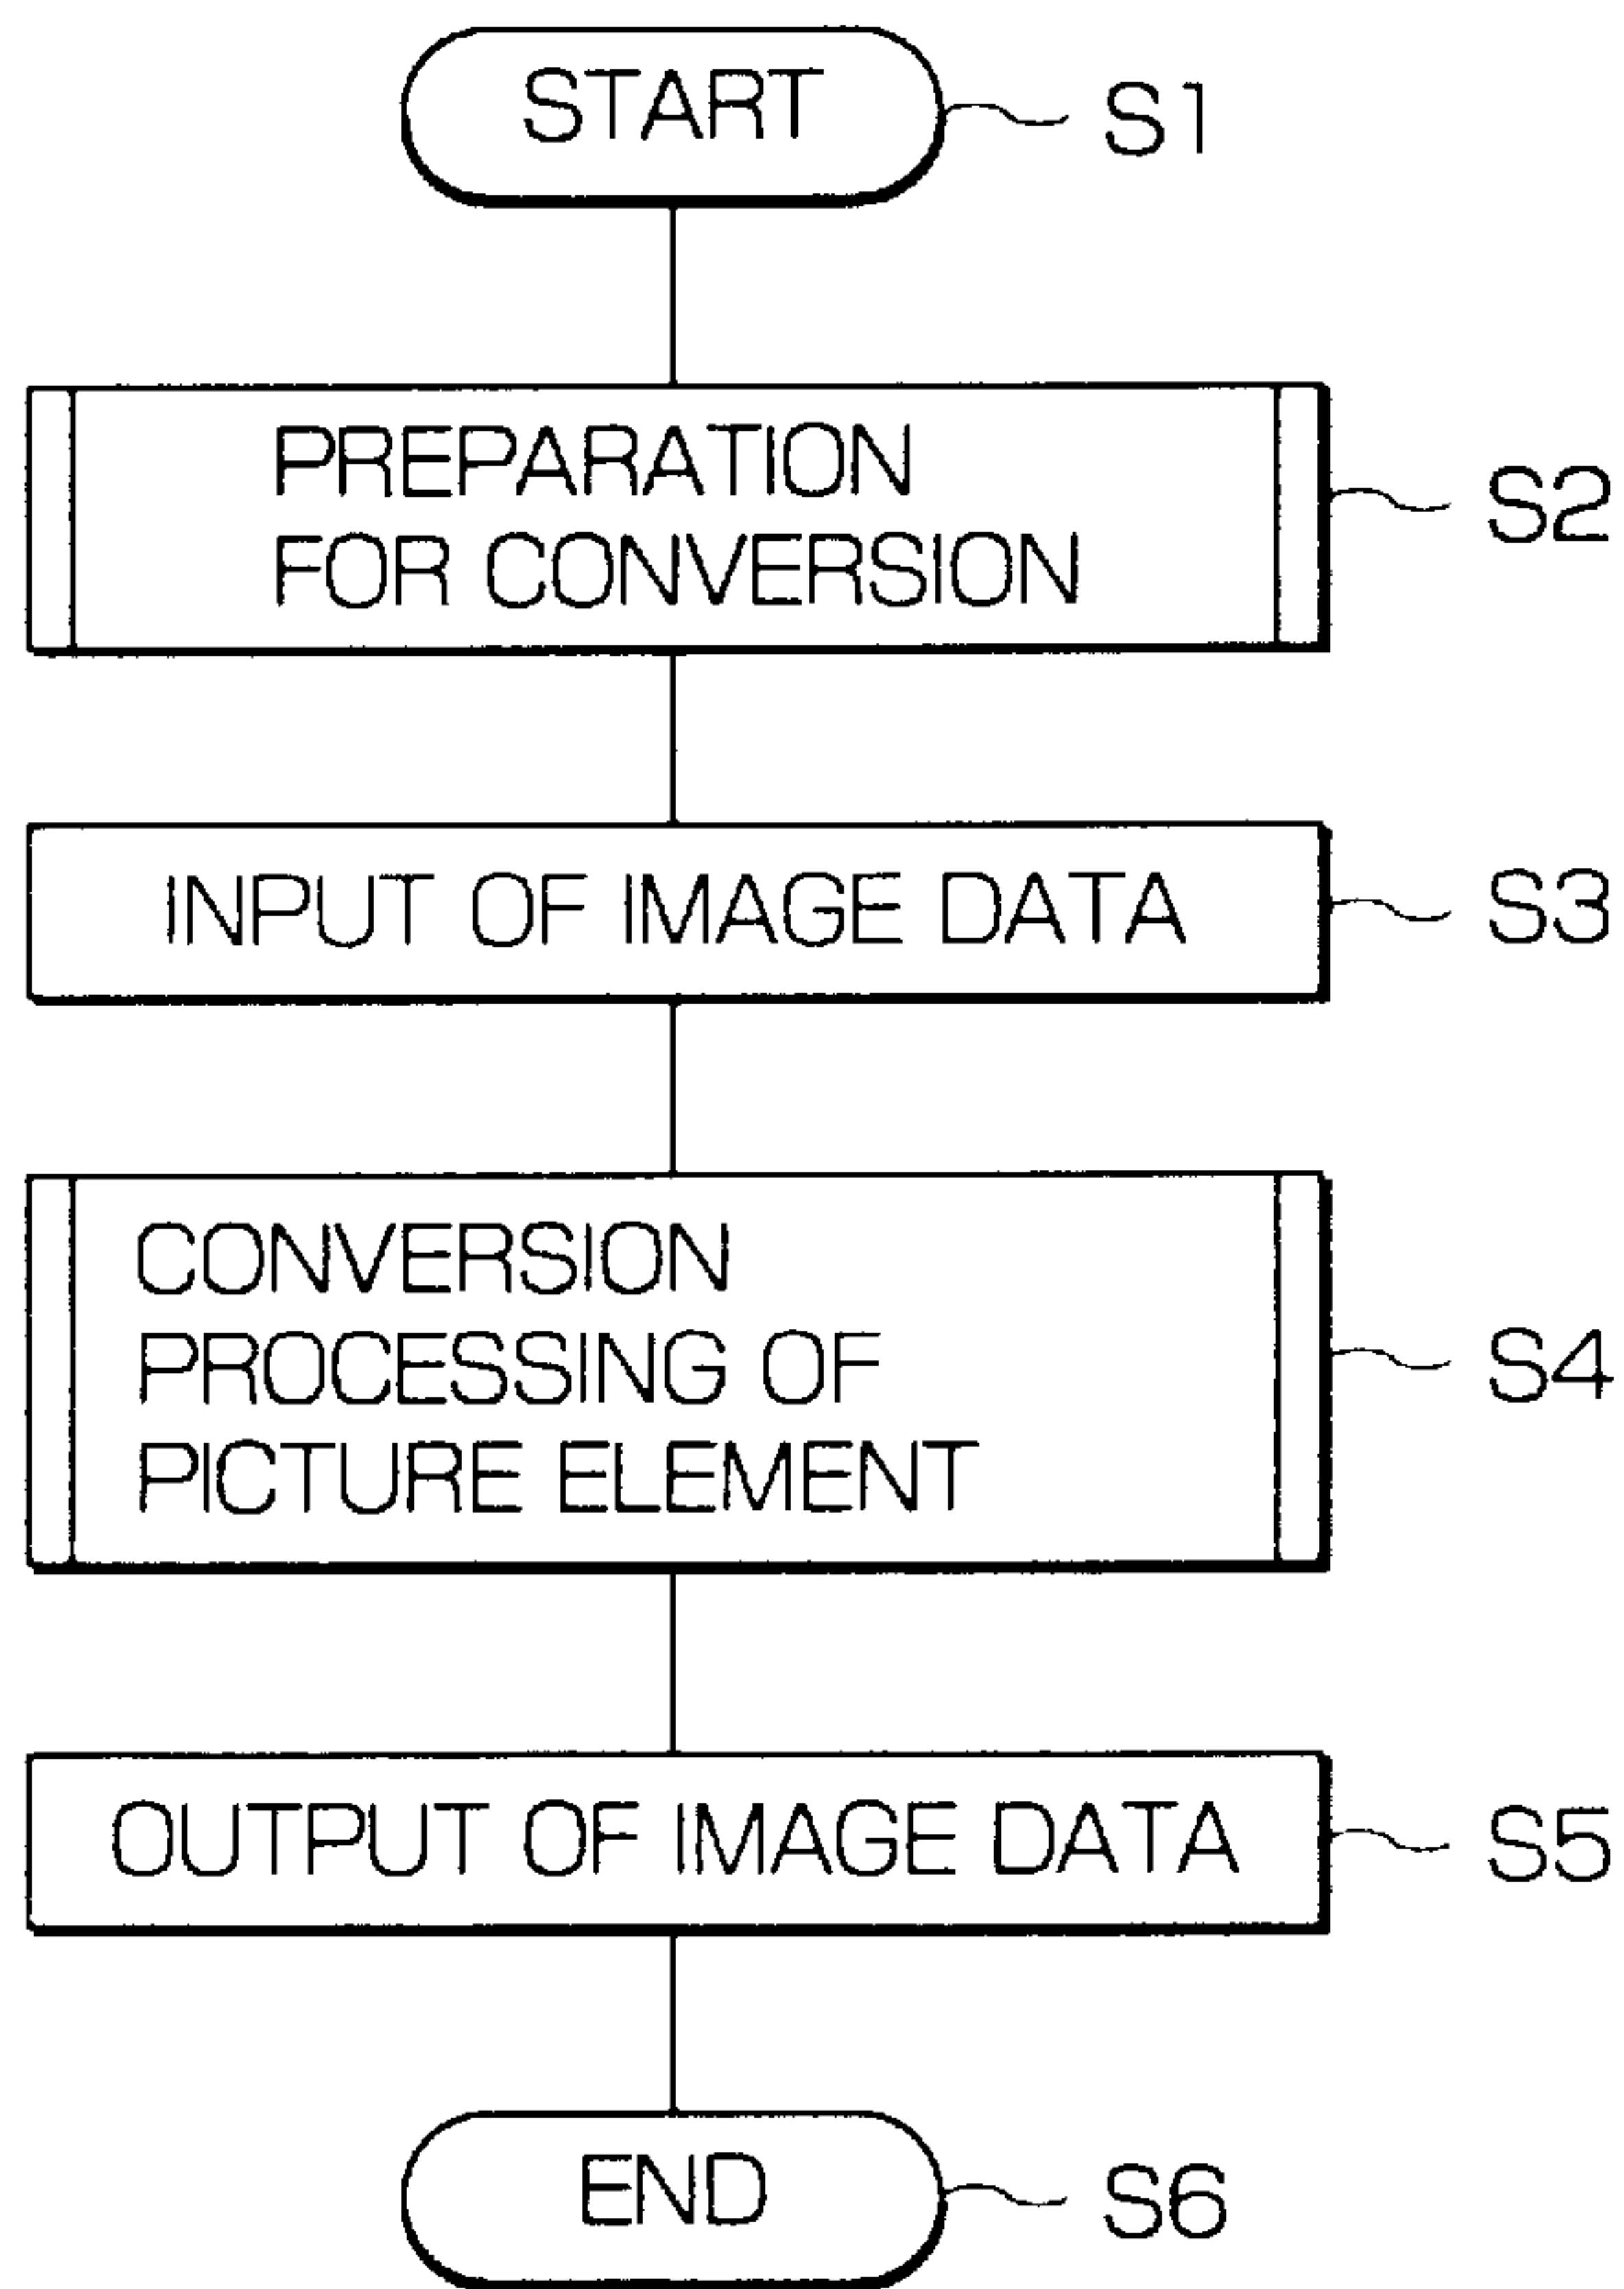 START
S1
PREPARATION
FOR CONVERSION
S2
INPUT OF IMAGE DATA
S3
CONVERSION
PROCESSING OF
PICTURE ELEMENT
S4
OUTPUT OF IMAGE DATA
S5
END
S6